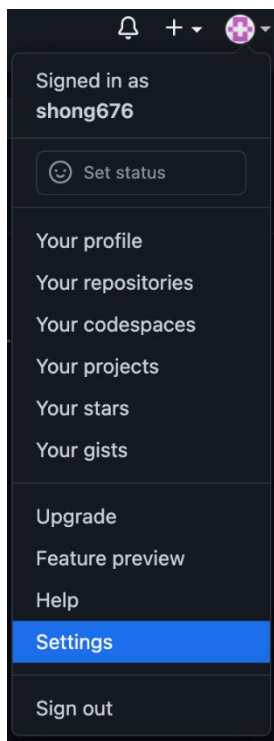 Signed in as
shong676
Set status
Your profile
Your repositories
Your codespaces
Your projects
Your stars
Your gists
Upgrade
Feature preview
Help
Settings
Sign out